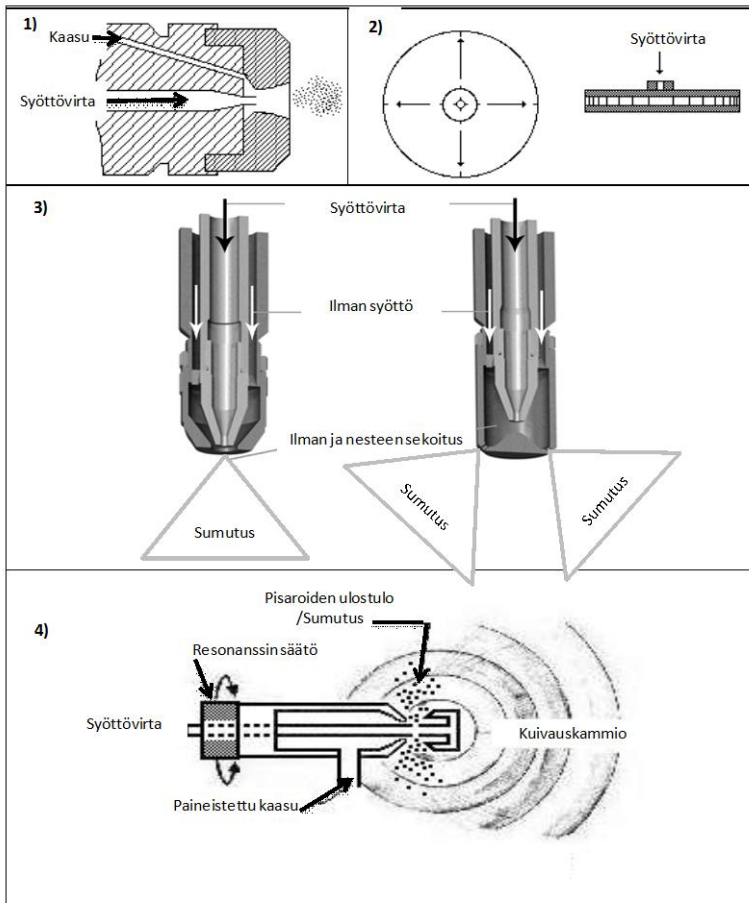 1)
Kaasu
Syöttövirta
2)
Syöttövirta
3)
Syöttövirta
Ilman syöttö
Ilman ja nesteen sekoitus
Sumutus
Sumutus
Sumutus
4)
Pisaroiden ulostulo
/Sumutus
Resonanssin säätö
Syöttövirta
Kuivauskammio
Paineistettu kaasu